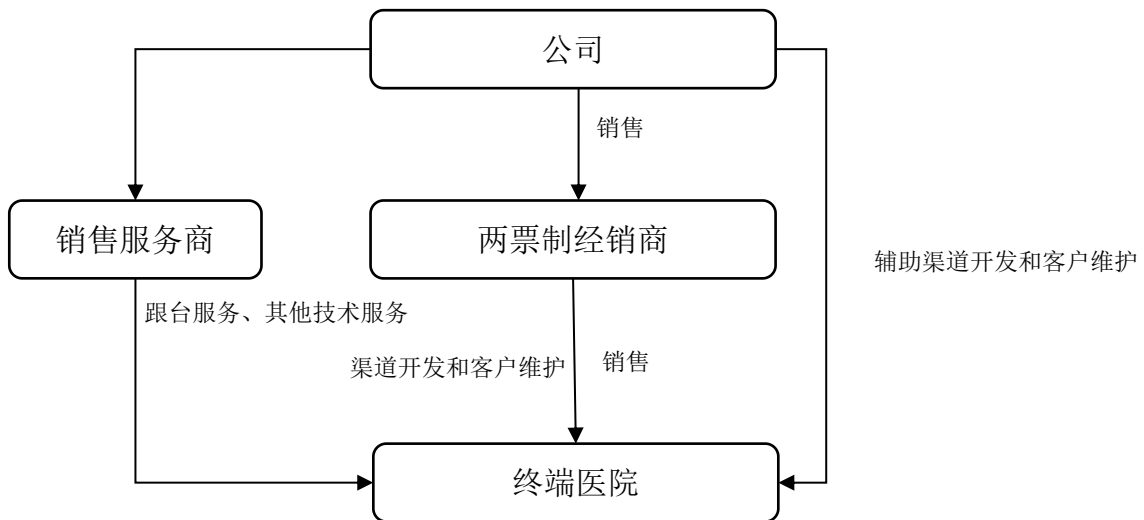 公司
销售
销售服务商
两票制经销商
辅助渠道开发和客户维护
跟台服务、其他技术服务
渠道开发和客户维护
销售
终端医院